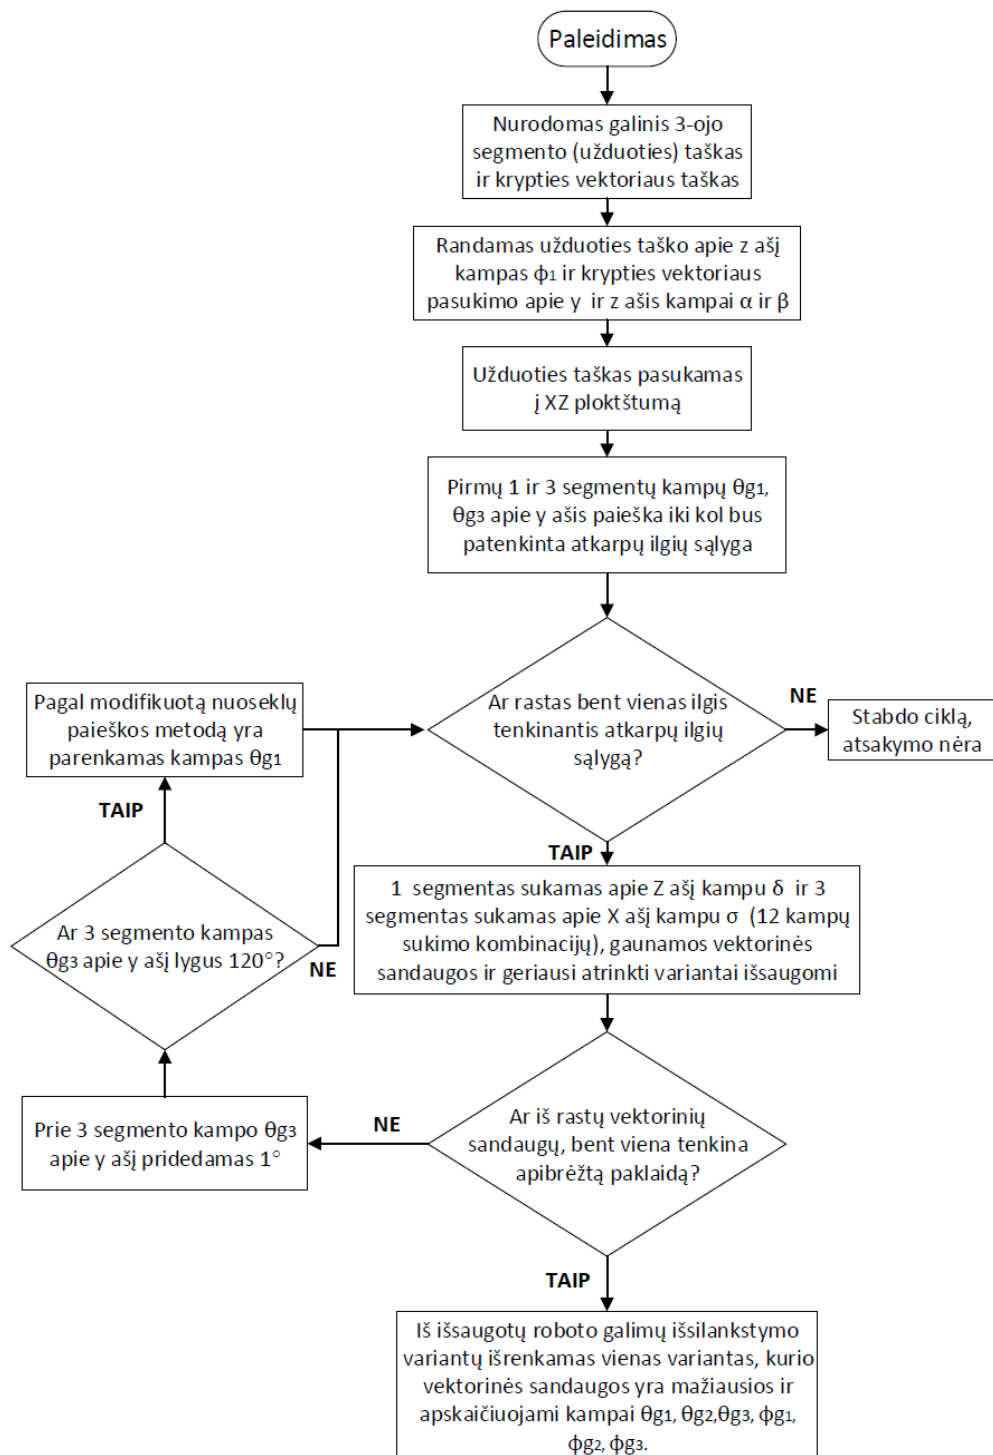 Paleidimas
Nurodomas galinis 3-ojo
segmento (užduoties) taškas
ir krypties vektoriaus taškas
Randamas užduoties taško apie z ašį
kampas ϕ₁ ir krypties vektoriaus
pasukimo apie y ir z ašis kampai α ir β
Užduoties taškas pasukamas
į XZ ploktštumą
Pirmų 1 ir 3 segmentų kampų θg₁,
θg₃ apie y ašis paieška iki kol bus
patenkinta atkarpų ilgių sąlyga
Ar rastas bent vienas ilgis
tenkinantis atkarpų ilgių
sąlygą?
NE
Stabdo ciklą,
atsakymo nėra
Pagal modifikuotą nuoseklų
paieškos metodą yra
parenkamas kampas θg₁
TAIP
TAIP
1 segmentas sukamas apie Z ašį kampu δ ir 3
segmentas sukamas apie X ašį kampu σ (12 kampų
sukimo kombinacijų), gaunamos vektorinės
sandaugos ir geriausi atrinkti variantai išsaugomi
Ar 3 segmento kampas
θg₃ apie y ašį lygus 120°?
NE
Ar iš rastų vektorinių
sandaugų, bent viena tenkina
apibrėžtą paklaidą?
NE
Prie 3 segmento kampo θg₃
apie y ašį pridedamas 1°
TAIP
Iš išsaugotų roboto galimų išsilankstymo
variantų išrenkamas vienas variantas, kurio
vektorinės sandaugos yra mažiausios ir
apskaičiuojami kampai θg₁, θg₂,θg₃, ϕg₁,
ϕg₂, ϕg₃.